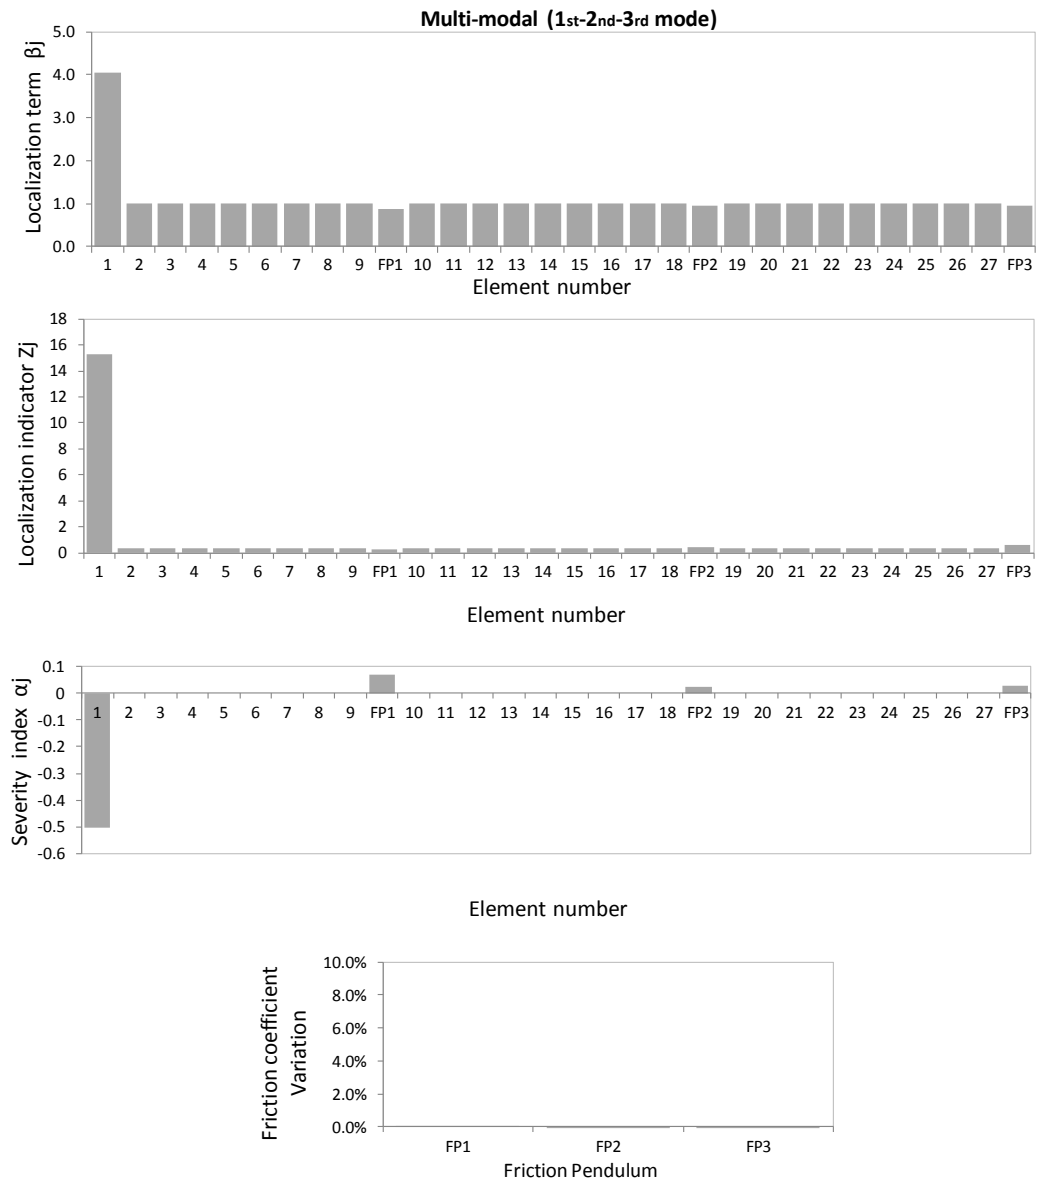 Multi-modal (1st-2nd-3rd mode)
Localization term βj
5.0
4.0
3.0
2.0
1.0
0.0
1 2 3 4 5 6 7 8 9 FP1 10 11 12 13 14 15 16 17 18 FP2 19 20 21 22 23 24 25 26 27 FP3
Element number
Localization indicator Zj
18
16
14
12
10
8
6
4
2
0
1 2 3 4 5 6 7 8 9 FP1 10 11 12 13 14 15 16 17 18 FP2 19 20 21 22 23 24 25 26 27 FP3
Element number
Severity index αj
0.1
0
-0.1
-0.2
-0.3
-0.4
-0.5
-0.6
1 2 3 4 5 6 7 8 9 FP1 10 11 12 13 14 15 16 17 18 FP2 19 20 21 22 23 24 25 26 27 FP3
Element number
Friction coefficient
Variation
10.0%
8.0%
6.0%
4.0%
2.0%
0.0%
FP1 FP2 FP3
Friction Pendulum